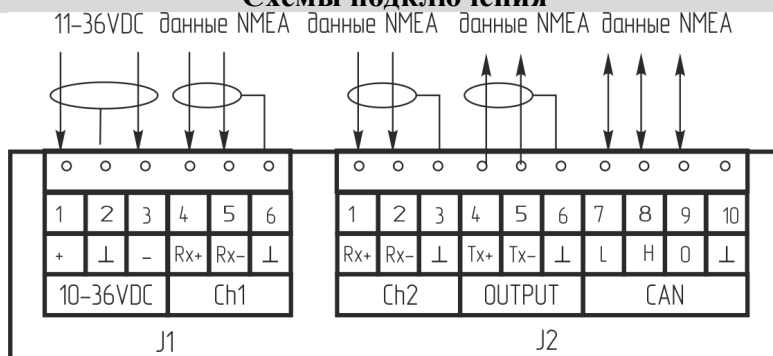 Схемы подключения
11-36VDC данные NMEA данные NMEA данные NMEA данные NMEA
1 2 3 4 5 6 1 2 3 4 5 6 7 8 9 10
+ ⊥ - Rx+ Rx- ⊥ Rx+ Rx- ⊥ Tx+ Tx- ⊥ L H 0 ⊥
10-36VDC Ch1 Ch2 OUTPUT CAN
J1 J2